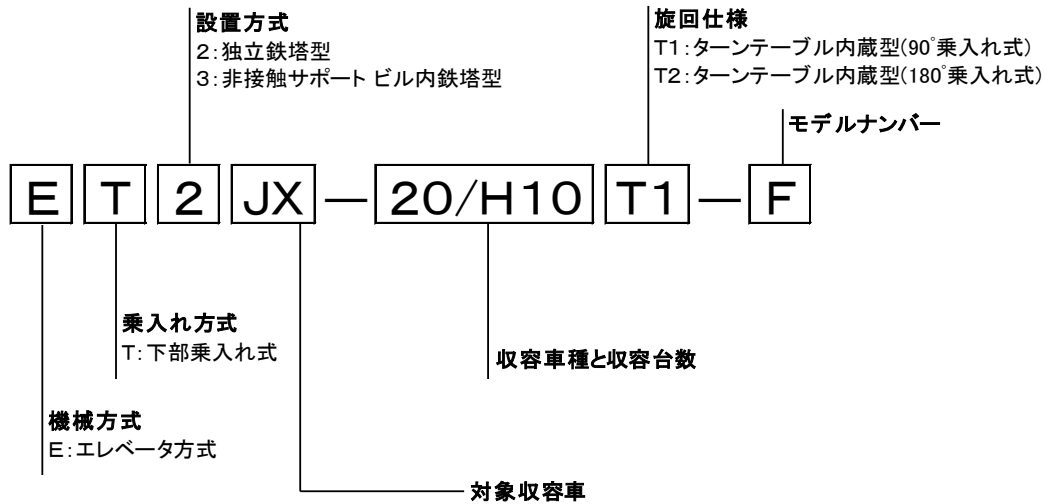 設置方式
2:独立鉄塔型
3:非接触サポート ビル内鉄塔型
旋回仕様
T1:ターンテーブル内蔵型(90°乗入れ式)
T2:ターンテーブル内蔵型(180°乗入れ式)
モデルナンバー
E T 2 JX — 20/H10 T1 — F
乗入れ方式
T:下部乗入れ式
収容車種と収容台数
機械方式
E:エレベータ方式
対象収容車